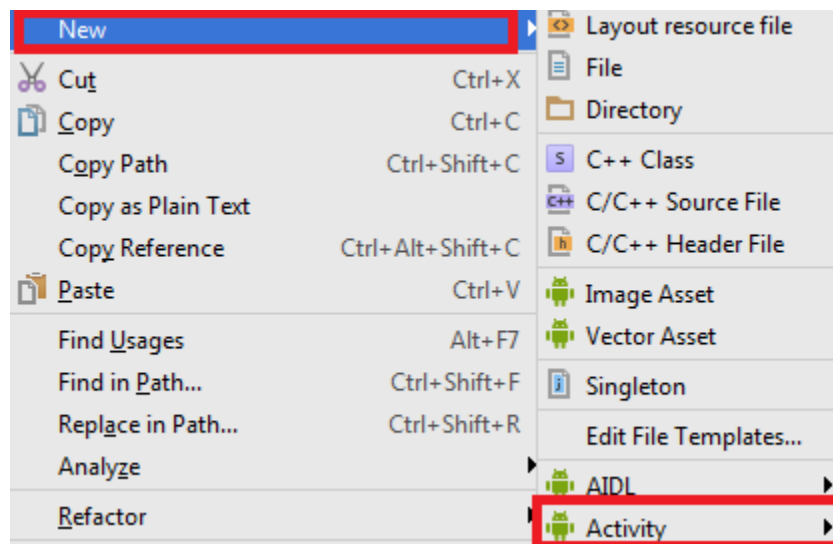 New
Cut Ctrl+X
Copy Ctrl+C
Copy Path Ctrl+Shift+C
Copy as Plain Text
Copy Reference Ctrl+Alt+Shift+C
Paste Ctrl+V
Find Usages Alt+F7
Find in Path... Ctrl+Shift+F
Replace in Path... Ctrl+Shift+R
Analyze
Refactor
Layout resource file
File
Directory
S C++ Class
C++ C/C++ Source File
h C/C++ Header File
Image Asset
Vector Asset
j Singleton
Edit File Templates...
AIDL
Activity